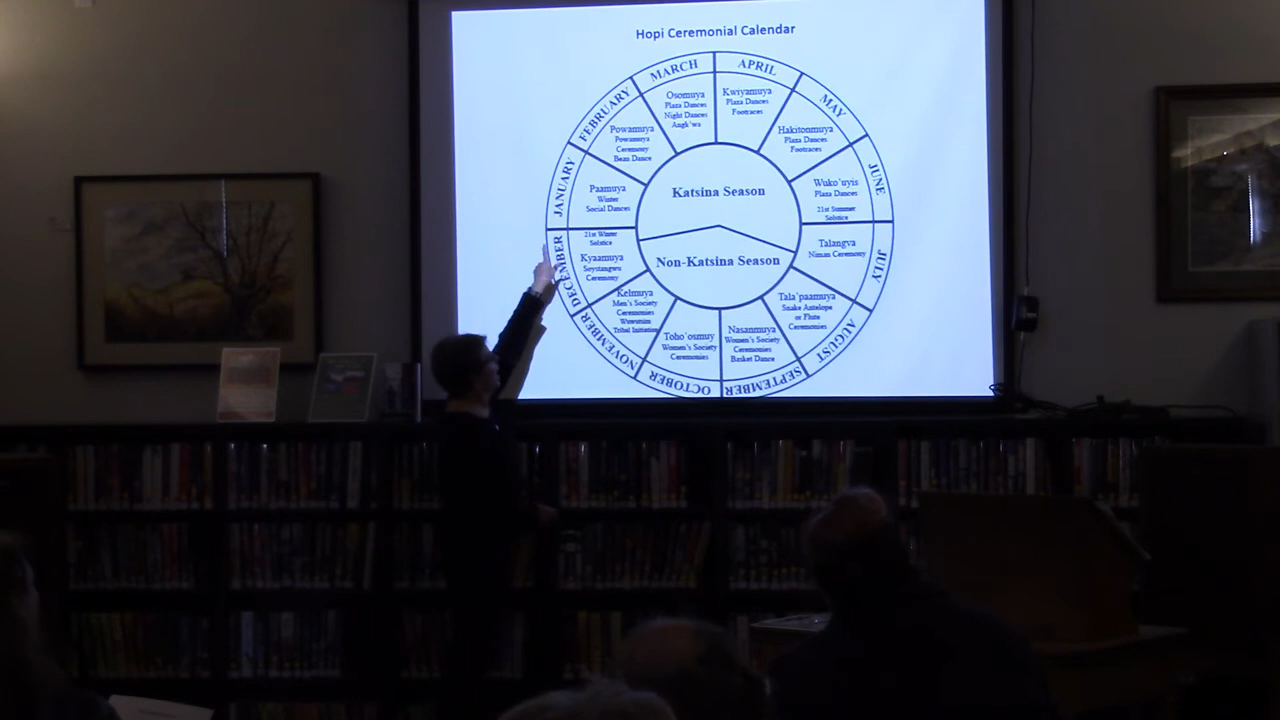 Hopi Ceremonial Calendar
JANUARY
Paamuya
Winter
Social Dances
FEBRUARY
Powamuya
Powamuya
Ceremony
Bean Dance
MARCH
Osomuya
Plaza Dances
Night Dances
Angk'wa
APRIL
Kwiyamuya
Plaza Dances
Footraces
MAY
Hakitonmuya
Plaza Dances
Footraces
JUNE
Wuko'uyis
Plaza Dances
21st Summer
Solstice
JULY
Talangva
Niman Ceremony
AUGUST
Tala'paamuya
Snake Antelope
or Flute
Ceremonies
SEPTEMBER
Nasanmuya
Women's Society
Ceremonies
Basket Dance
OCTOBER
Toho'osmuy
Women's Society
Ceremonies
NOVEMBER
Kelmuya
Men's Society
Ceremonies
Wuwutsim
Tribal Initiation
DECEMBER
21st Winter
Solstice
Kyaamuya
Soyalangwu
Ceremony
Katsina Season
Non-Katsina Season